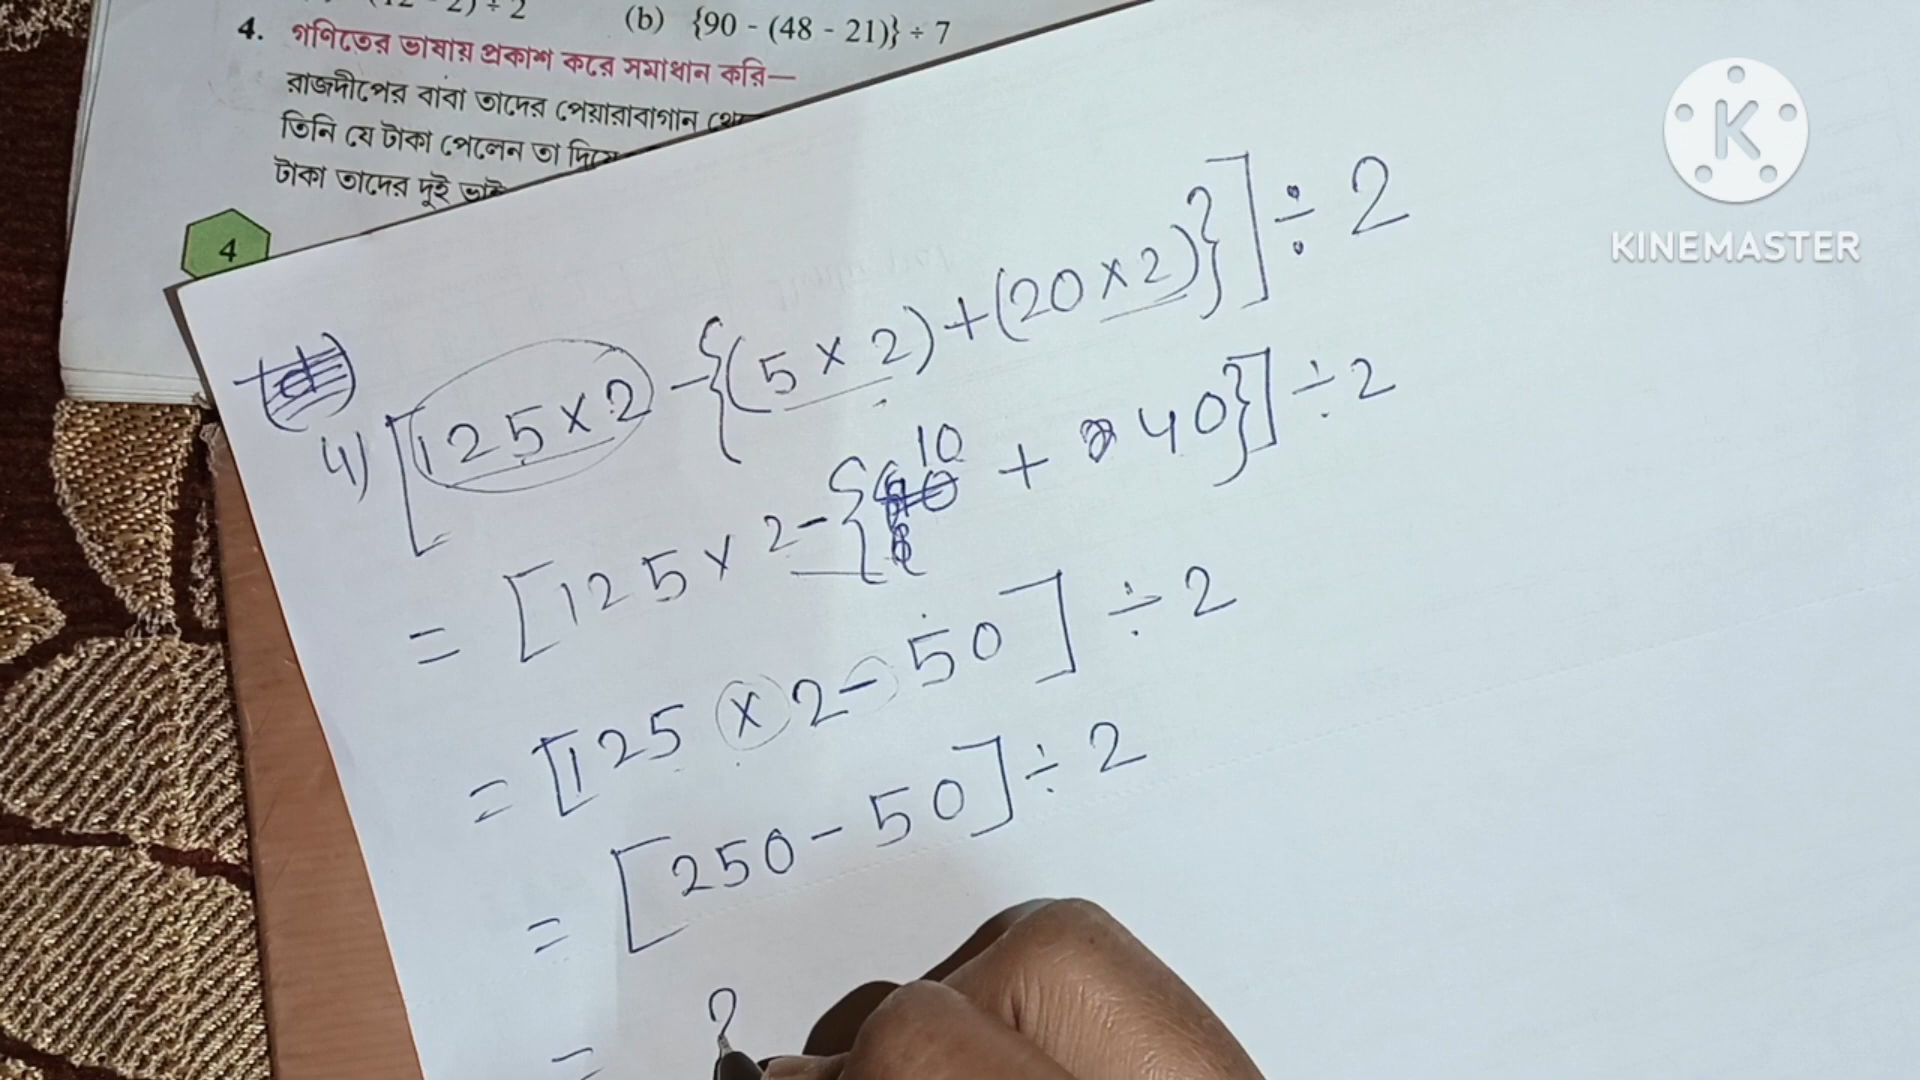 (b) {90 - (48 - 21)} ÷ 7
4. গণিতের ভাষায় প্রকাশ করে সমাধান করি—
রাজদীপের বাবা তাদের পেয়ারাবাগান
তিনি যে টাকা পেলেন তা দিয়ে
টাকা তাদের দুই ভাই
4
K
KINEMASTER
(d)
4) [125×2 - {(5×2)+(20×2)}] ÷ 2
= [125×2-{10 + 40}] ÷ 2
= [125×2-50] ÷ 2
= [250-50] ÷ 2
= 2